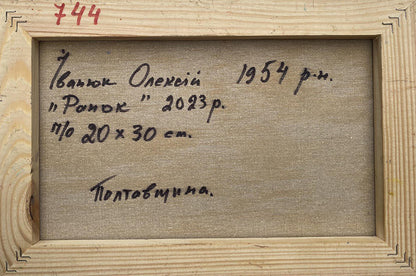 744
Іванюк Олексій 1954 р.н.
"Ранок" 2023 р.
п/о 20 x 30 см.
Полтавщина.